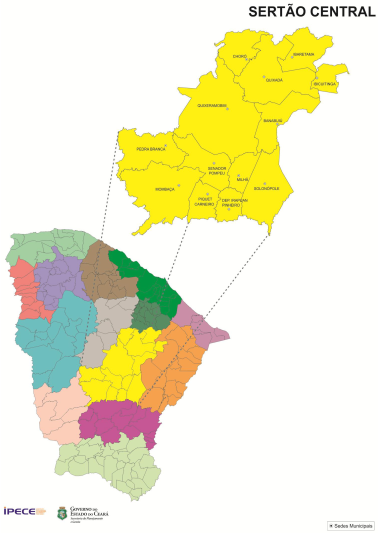 SERTÃO CENTRAL
CHORÓ
IBARETAMA
QUIXADÁ
IBICUITINGA
QUIXERAMOBIM
BANABUIÚ
PEDRA BRANCA
SENADOR
POMPEU
MILHÃ
MOMBAÇA
SOLONÓPOLE
PIQUET
CARNEIRO
DEP. IRAPUAN
PINHEIRO
IPECE
GOVERNO DO
ESTADO DO CEARÁ
Sedes Municipais